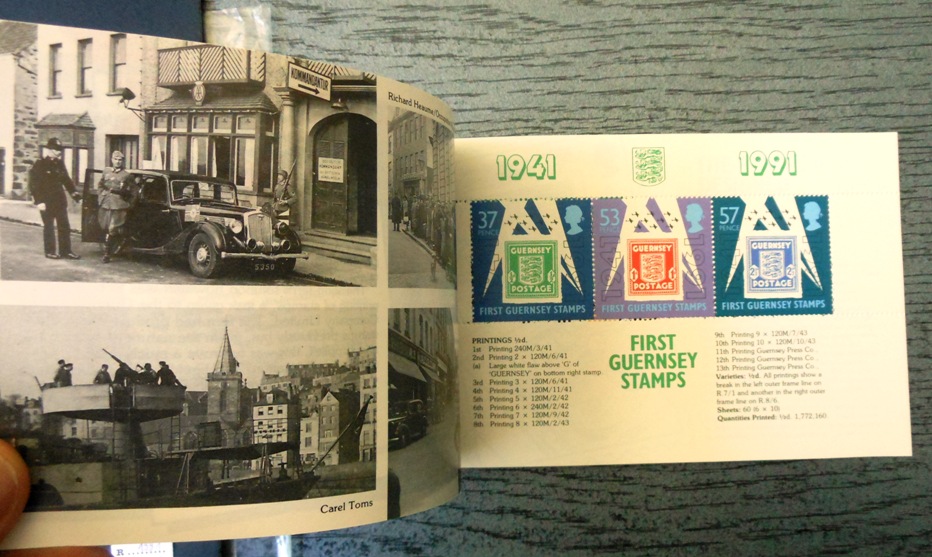 KOMMANDANTUR
5350
Richard Heaume/
Carel Toms
1941
1991
37
PENCE
GUERNSEY
POSTAGE
FIRST GUERNSEY STAMPS
53
PENCE
GUERNSEY
POSTAGE
FIRST GUERNSEY STAMPS
57
PENCE
GUERNSEY
POSTAGE
FIRST GUERNSEY STAMPS
PRINTINGS ½d.
1st Printing 240M/3/41
2nd Printing 2 × 120M/6/41
(a) Large white flaw above 'G' of
'GUERNSEY' on bottom right stamp.
3rd Printing 3 × 120M/6/41
4th Printing 4 × 120M/11/41
5th Printing 5 × 120M/2/42
6th Printing 6 × 240M/2/42
7th Printing 7 × 120M/9/42
8th Printing 8 × 120M/2/43
FIRST
GUERNSEY
STAMPS
9th Printing 9 × 120M/7/43
10th Printing 10 × 120M/10/43
11th Printing Guernsey Press Co.,
12th Printing Guernsey Press Co.,
13th Printing Guernsey Press Co.,
Varieties: ½d. All printings show a
break in the left outer frame line on
R.7/1 and another in the right outer
frame line on R.8/6.
Sheets: 60 (6 × 10)
Quantities Printed: ½d. 1,772,160.
R